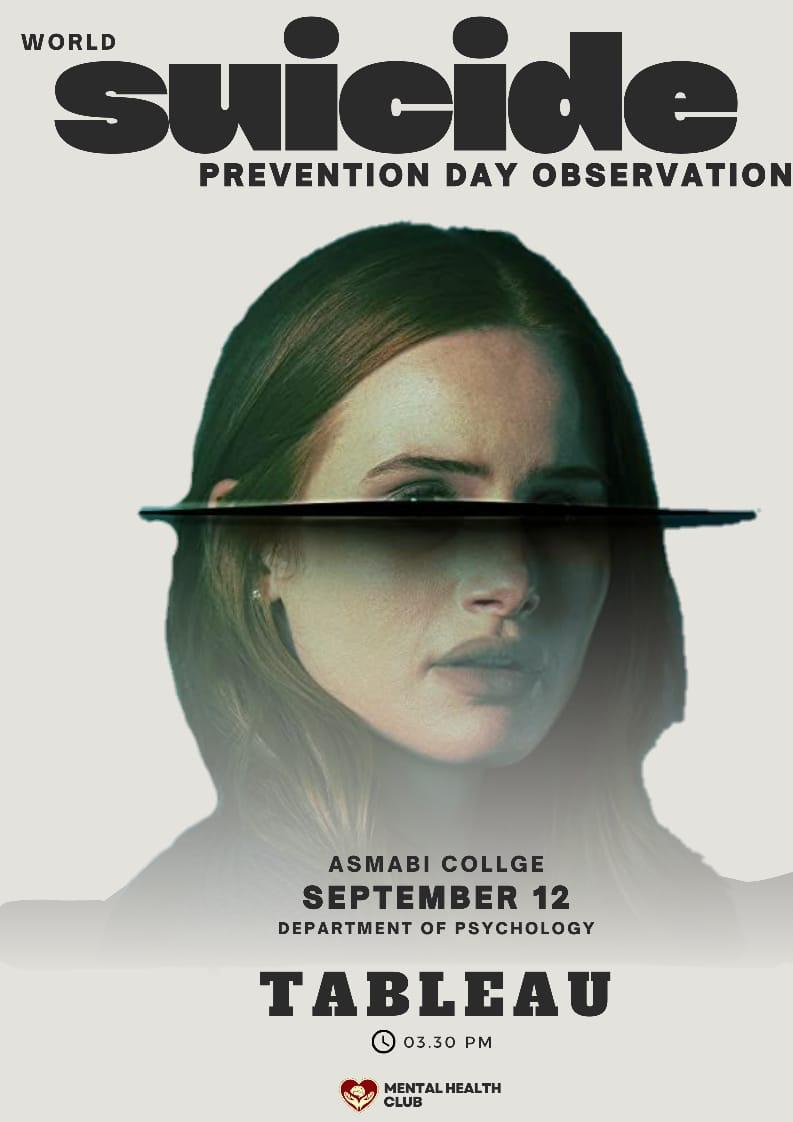 WORLD
suicide
PREVENTION DAY OBSERVATION
ASMABI COLLGE
SEPTEMBER 12
DEPARTMENT OF PSYCHOLOGY
TABLEAU
03.30 PM
MENTAL HEALTH
CLUB